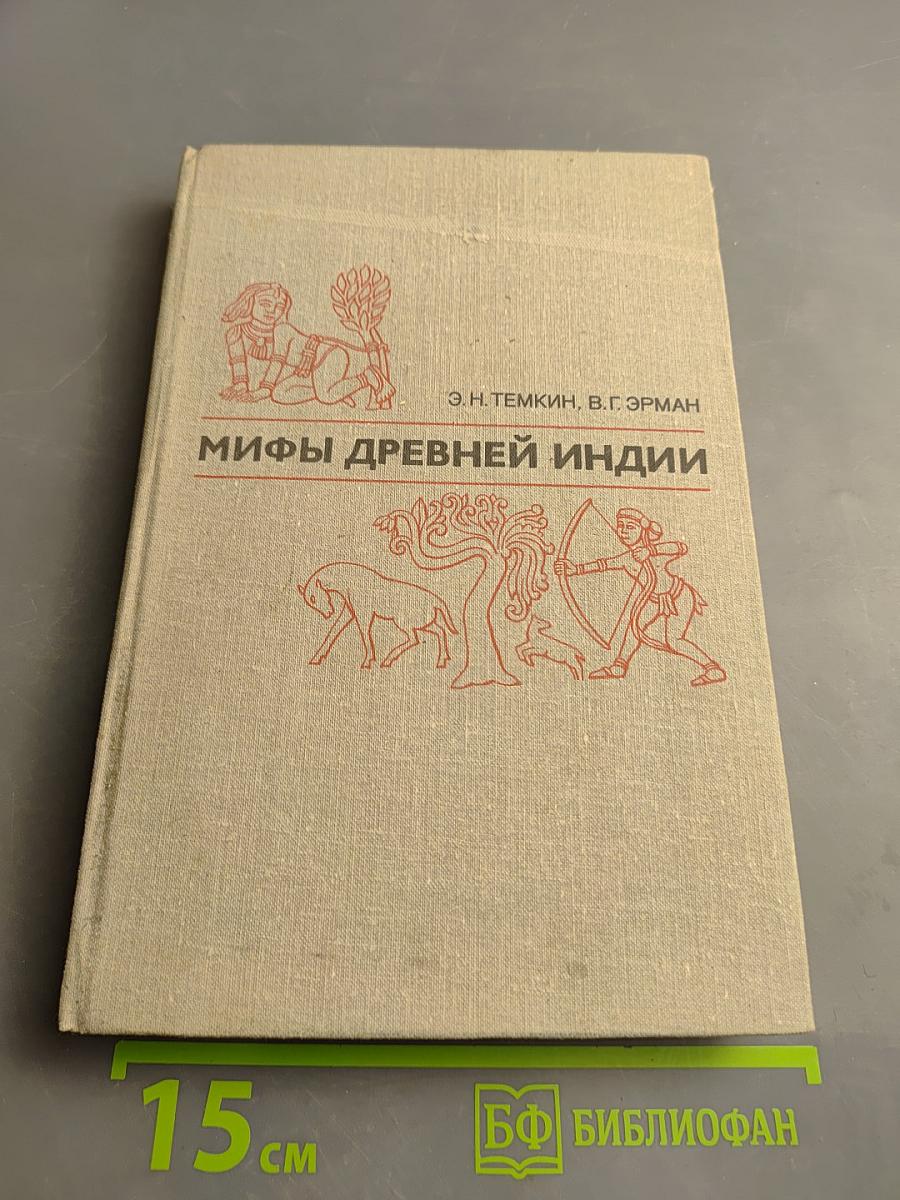 Э. Н. ТЕМКИН, В. Г. ЭРМАН
МИФЫ ДРЕВНЕЙ ИНДИИ
15 см
БФ БИБЛИОФАН